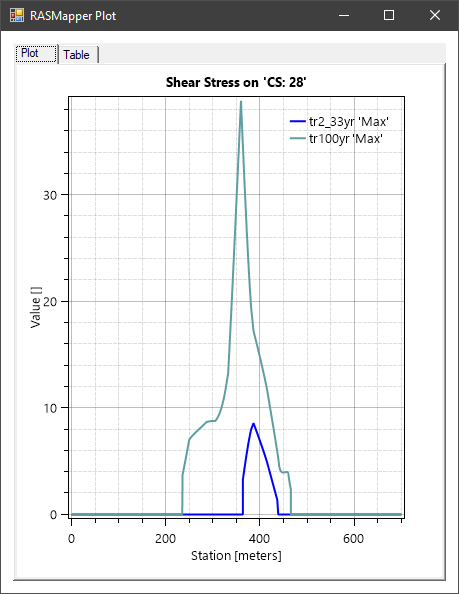 RASMapper Plot
Plot Table
Shear Stress on 'CS: 28'
tr2_33yr 'Max'
tr100yr 'Max'
30
20
10
0
Value []
0 200 400 600
Station [meters]